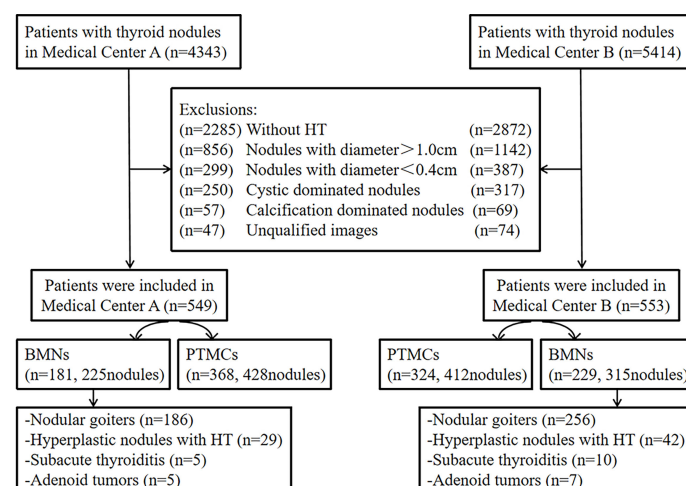 Patients with thyroid nodules
in Medical Center A (n=4343)
Patients with thyroid nodules
in Medical Center B (n=5414)
Exclusions:
(n=2285) Without HT (n=2872)
(n=856) Nodules with diameter＞1.0cm (n=1142)
(n=299) Nodules with diameter＜0.4cm (n=387)
(n=250) Cystic dominated nodules (n=317)
(n=57) Calcification dominated nodules (n=69)
(n=47) Unqualified images (n=74)
Patients were included in
Medical Center A (n=549)
Patients were included in
Medical Center B (n=553)
BMNs
(n=181, 225nodules)
PTMCs
(n=368, 428nodules)
PTMCs
(n=324, 412nodules)
BMNs
(n=229, 315nodules)
-Nodular goiters (n=186)
-Hyperplastic nodules with HT (n=29)
-Subacute thyroiditis (n=5)
-Adenoid tumors (n=5)
-Nodular goiters (n=256)
-Hyperplastic nodules with HT (n=42)
-Subacute thyroiditis (n=10)
-Adenoid tumors (n=7)